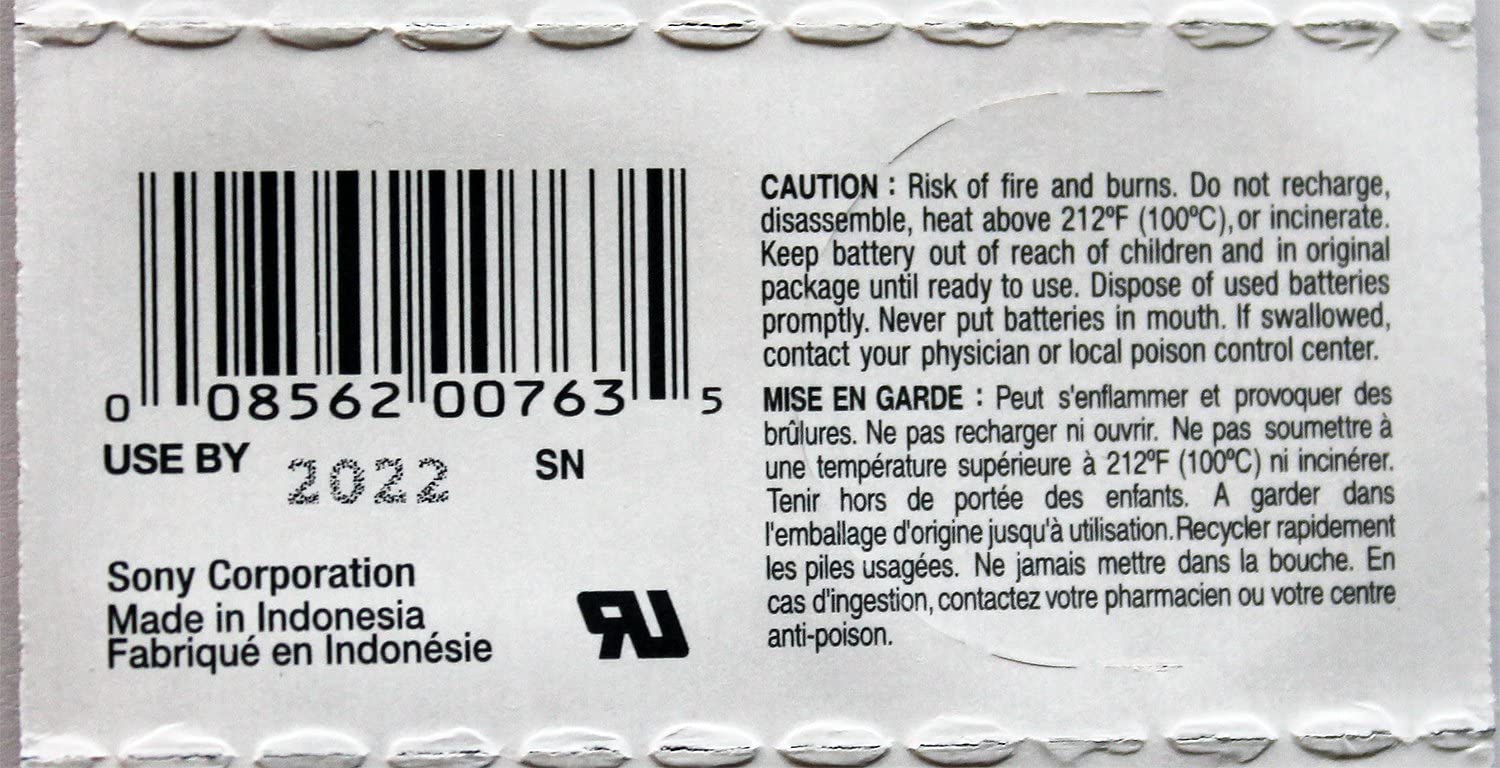 0 08562 00763 5
USE BY 2022 SN
Sony Corporation
Made in Indonesia
Fabriqué en Indonésie
RU
CAUTION : Risk of fire and burns. Do not recharge,
disassemble, heat above 212ºF (100ºC), or incinerate.
Keep battery out of reach of children and in original
package until ready to use. Dispose of used batteries
promptly. Never put batteries in mouth. If swallowed,
contact your physician or local poison control center.
MISE EN GARDE : Peut s'enflammer et provoquer des
brûlures. Ne pas recharger ni ouvrir. Ne pas soumettre à
une température supérieure à 212ºF (100ºC) ni incinérer.
Tenir hors de portée des enfants. A garder dans
l'emballage d'origine jusqu'à utilisation. Recycler rapidement
les piles usagées. Ne jamais mettre dans la bouche. En
cas d'ingestion, contactez votre pharmacien ou votre centre
anti-poison.